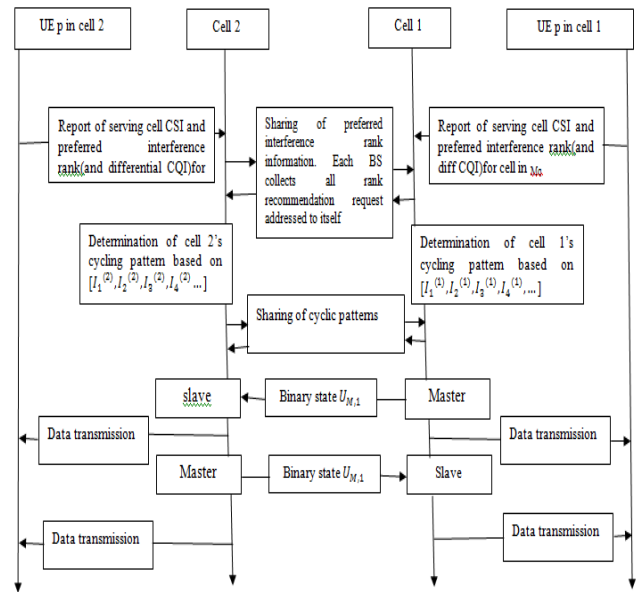 UE p in cell 2
Cell 2
Cell 1
UE p in cell 1
Report of serving cell CSI and
preferred interference
rank(and differential CQI)for
Sharing of preferred
interference rank
information. Each BS
collects all rank
recommendation request
addressed to itself
Report of serving cell CSI and
preferred interference
rank(and diff CQI)for cell in Mq.
Determination of cell 2's
cycling pattern based on
[I₁⁽²⁾,I₂⁽²⁾,I₃⁽²⁾,I₄⁽²⁾ ...]
Determination of cell 1's
cycling pattern based on
[I₁⁽¹⁾,I₂⁽¹⁾,I₃⁽¹⁾,I₄⁽¹⁾,...]
Sharing of cyclic patterns
slave
Binary state U_{M,1}
Master
Data transmission
Data transmission
Master
Binary state U_{M,1}
Slave
Data transmission
Data transmission